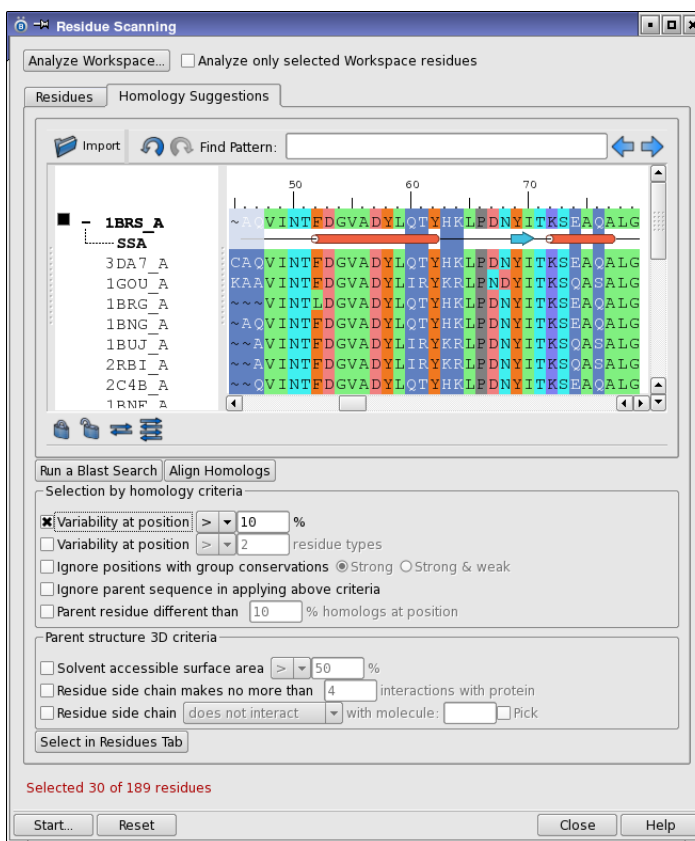 Residue Scanning
Analyze Workspace... Analyze only selected Workspace residues
Residues Homology Suggestions
Import Find Pattern:
50 60 70
1BRS_A ~AQVINTFDGVADYLQTYHKLPDNYITKSEAQALG
SSA
3DA7_A CAQVINTFDGVADYLQTYHKLPDNYITKSEAQALG
1GOU_A KAAVINTFDGVADYLIRYKRLPNDYITKSQASALG
1BRG_A ~~~VINTLDGVADYLQTYHKLPDNYITKSEAQALG
1BNG_A ~AQVINTFDGVADYLQTYHKLPDNYITKSEAQALG
1BUJ_A ~~AVINTFDGVADYLIRYKRLPDNYITKSQASALG
2RBI_A ~~AVINTFDGVADYLIRYKRLPDNYITKSQASALG
2C4B_A ~~QVINTFDGVADYLQTYHKLPDNYITKSEAQALG
1BNE_A
Run a Blast Search Align Homologs
Selection by homology criteria
Variability at position > 10 %
Variability at position > 2 residue types
Ignore positions with group conservations Strong Strong & weak
Ignore parent sequence in applying above criteria
Parent residue different than 10 % homologs at position
Parent structure 3D criteria
Solvent accessible surface area > 50 %
Residue side chain makes no more than 4 interactions with protein
Residue side chain does not interact with molecule: Pick
Select in Residues Tab
Selected 30 of 189 residues
Start... Reset Close Help